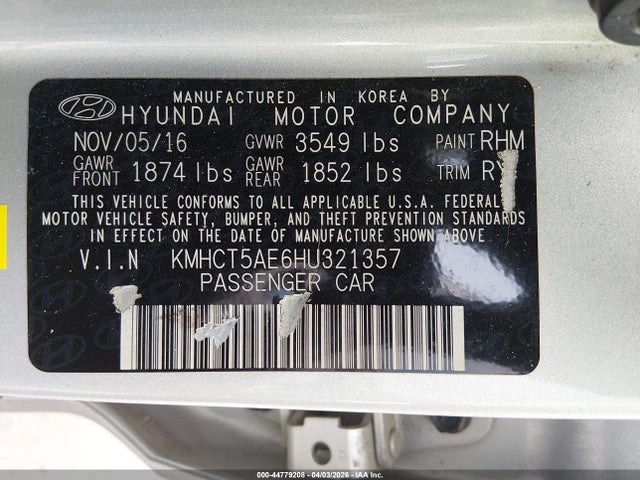 MANUFACTURED IN KOREA BY
HYUNDAI MOTOR COMPANY
NOV/05/16 GVWR 3549 lbs PAINT RHM
GAWR FRONT 1874 lbs GAWR REAR 1852 lbs TRIM RY
THIS VEHICLE CONFORMS TO ALL APPLICABLE U.S.A. FEDERAL
MOTOR VEHICLE SAFETY, BUMPER, AND THEFT PREVENTION STANDARDS
IN EFFECT ON THE DATE OF MANUFACTURE SHOWN ABOVE.
V.I.N KMHCT5AE6HU321357
PASSENGER CAR
000-44779208 - 04/03/2026 - IAA Inc.